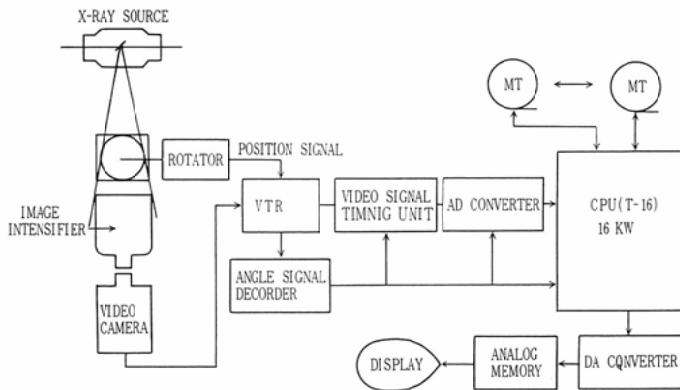 X-RAY SOURCE
MT
MT
ROTATOR
POSITION SIGNAL
IMAGE
INTENSIFIER
VTR
VIDEO SIGNAL
TIMNIG UNIT
AD CONVERTER
CPU(T-16)
16 KW
ANGLE SIGNAL
DECORDER
VIDEO
CAMERA
DISPLAY
ANALOG
MEMORY
DA CQNVERTER